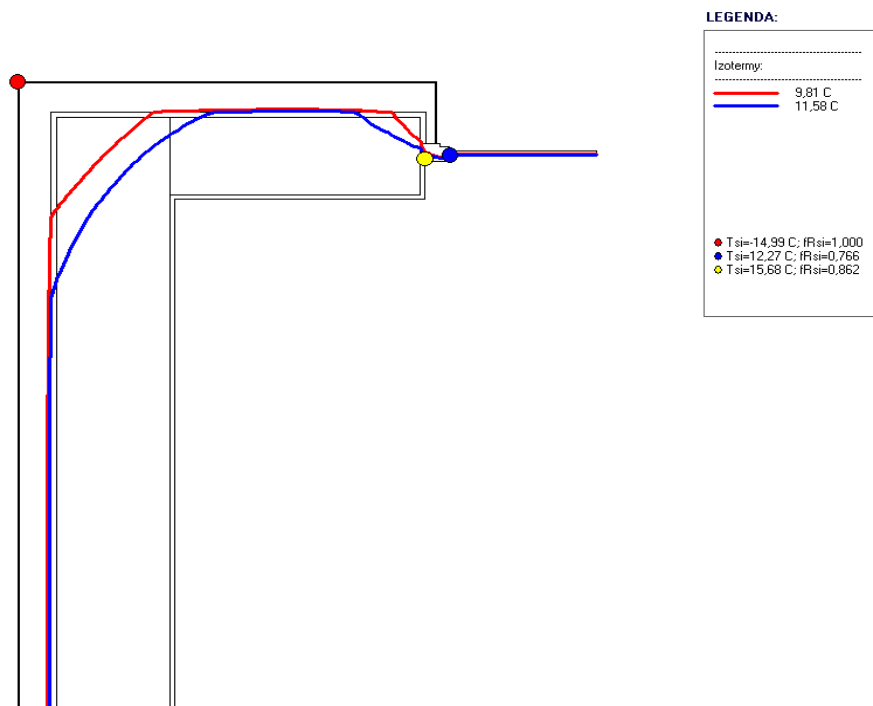 LEGENDA:
Izotermy:
9,81 C
11,58 C
Tsi=-14,99 C; fRsi=1,000
Tsi=12,27 C; fRsi=0,766
Tsi=15,68 C; fRsi=0,862